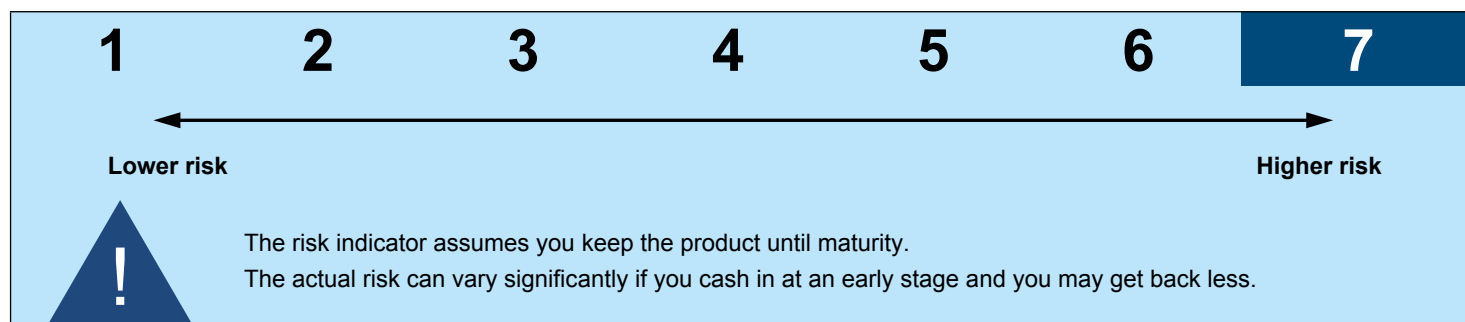 1 2 3 4 5 6 7
Lower risk Higher risk
!
The risk indicator assumes you keep the product until maturity.
The actual risk can vary significantly if you cash in at an early stage and you may get back less.